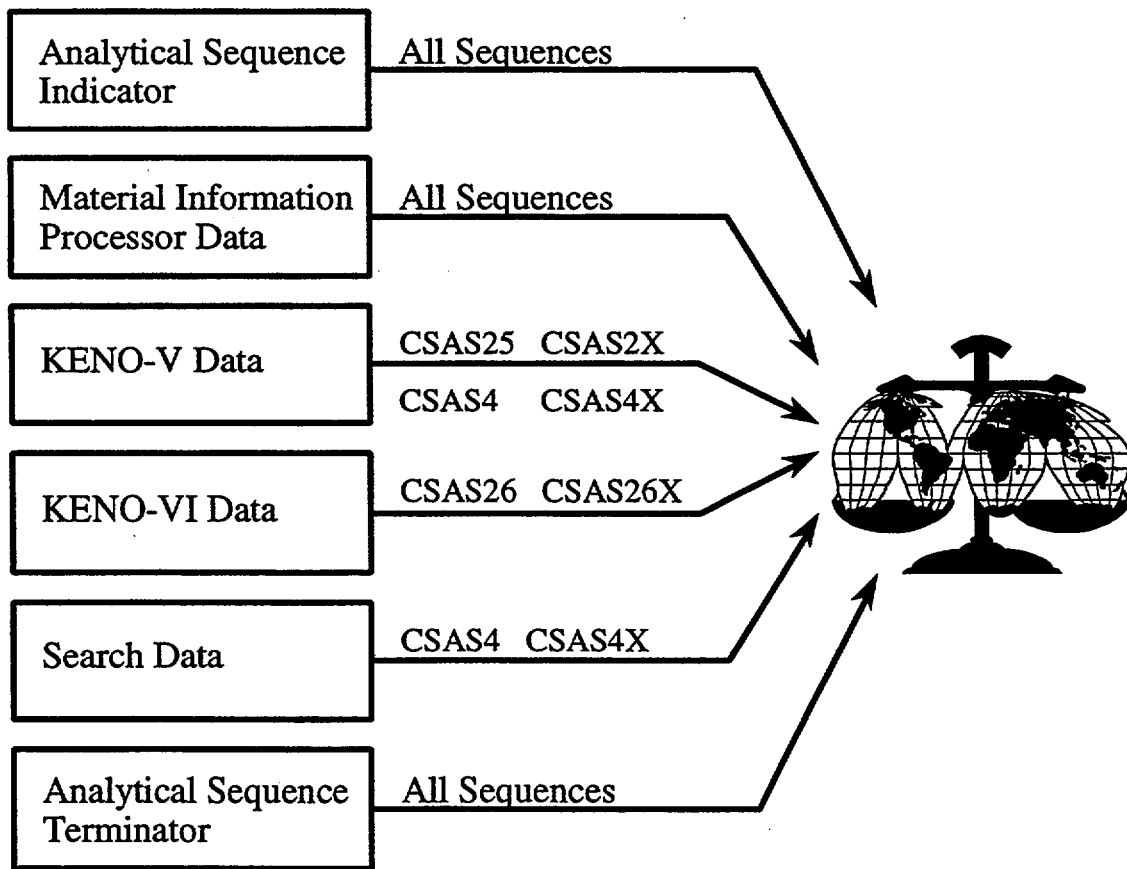 Analytical Sequence
Indicator
All Sequences
Material Information
Processor Data
All Sequences
KENO-V Data
CSAS25 CSAS2X
CSAS4 CSAS4X
KENO-VI Data
CSAS26 CSAS26X
Search Data
CSAS4 CSAS4X
Analytical Sequence
Terminator
All Sequences